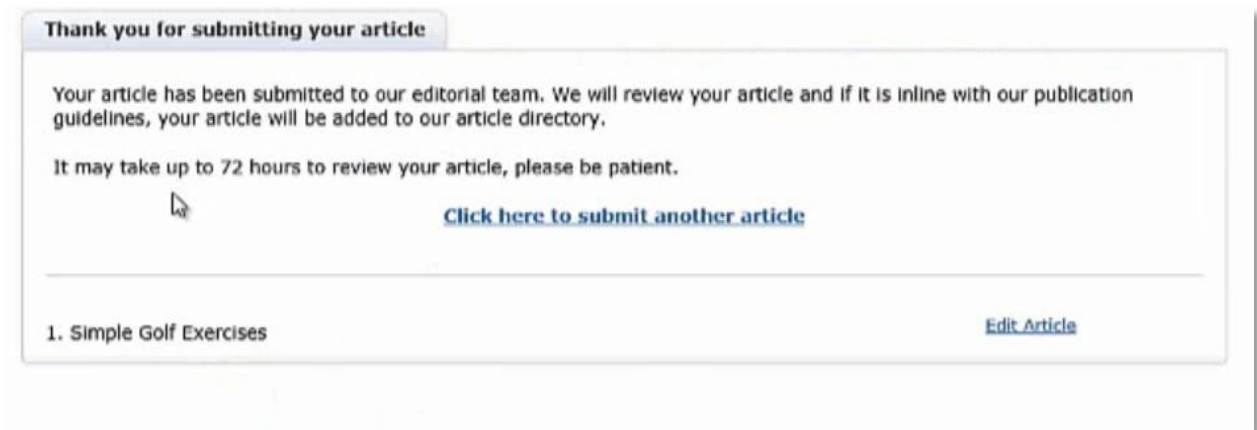 Thank you for submitting your article
Your article has been submitted to our editorial team. We will review your article and if it is inline with our publication
guidelines, your article will be added to our article directory.
It may take up to 72 hours to review your article, please be patient.
Click here to submit another article
1. Simple Golf Exercises
Edit Article